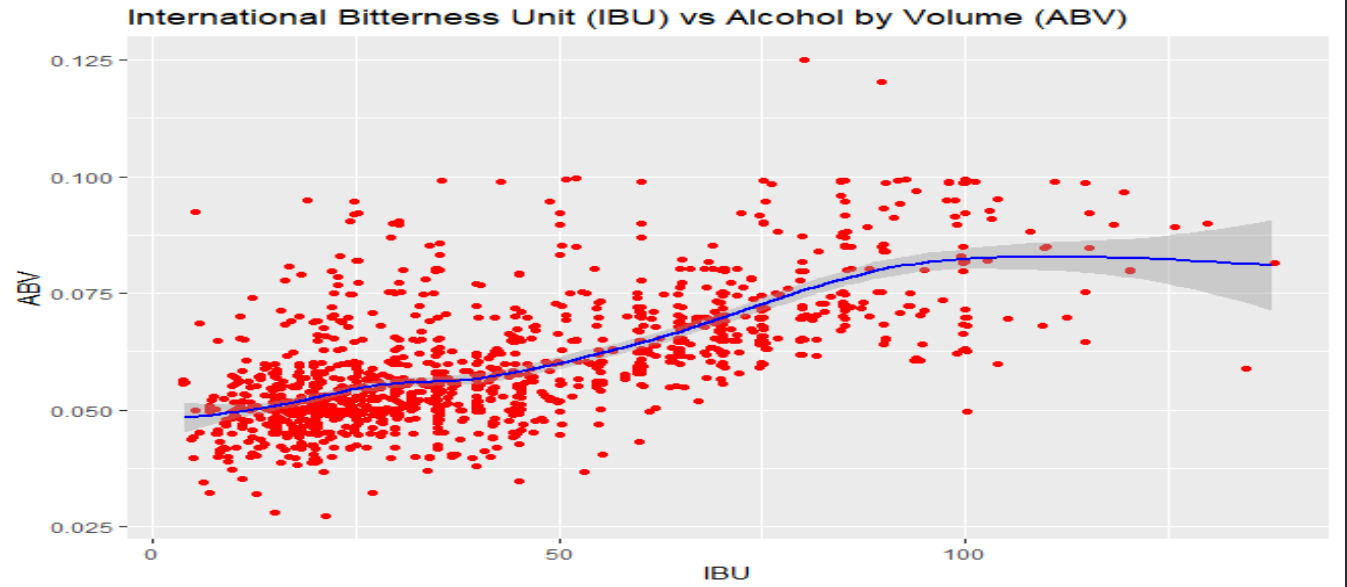 International Bitterness Unit (IBU) vs Alcohol by Volume (ABV)
0.125
0.100
0.075
0.050
0.025
ABV
0
50
100
IBU